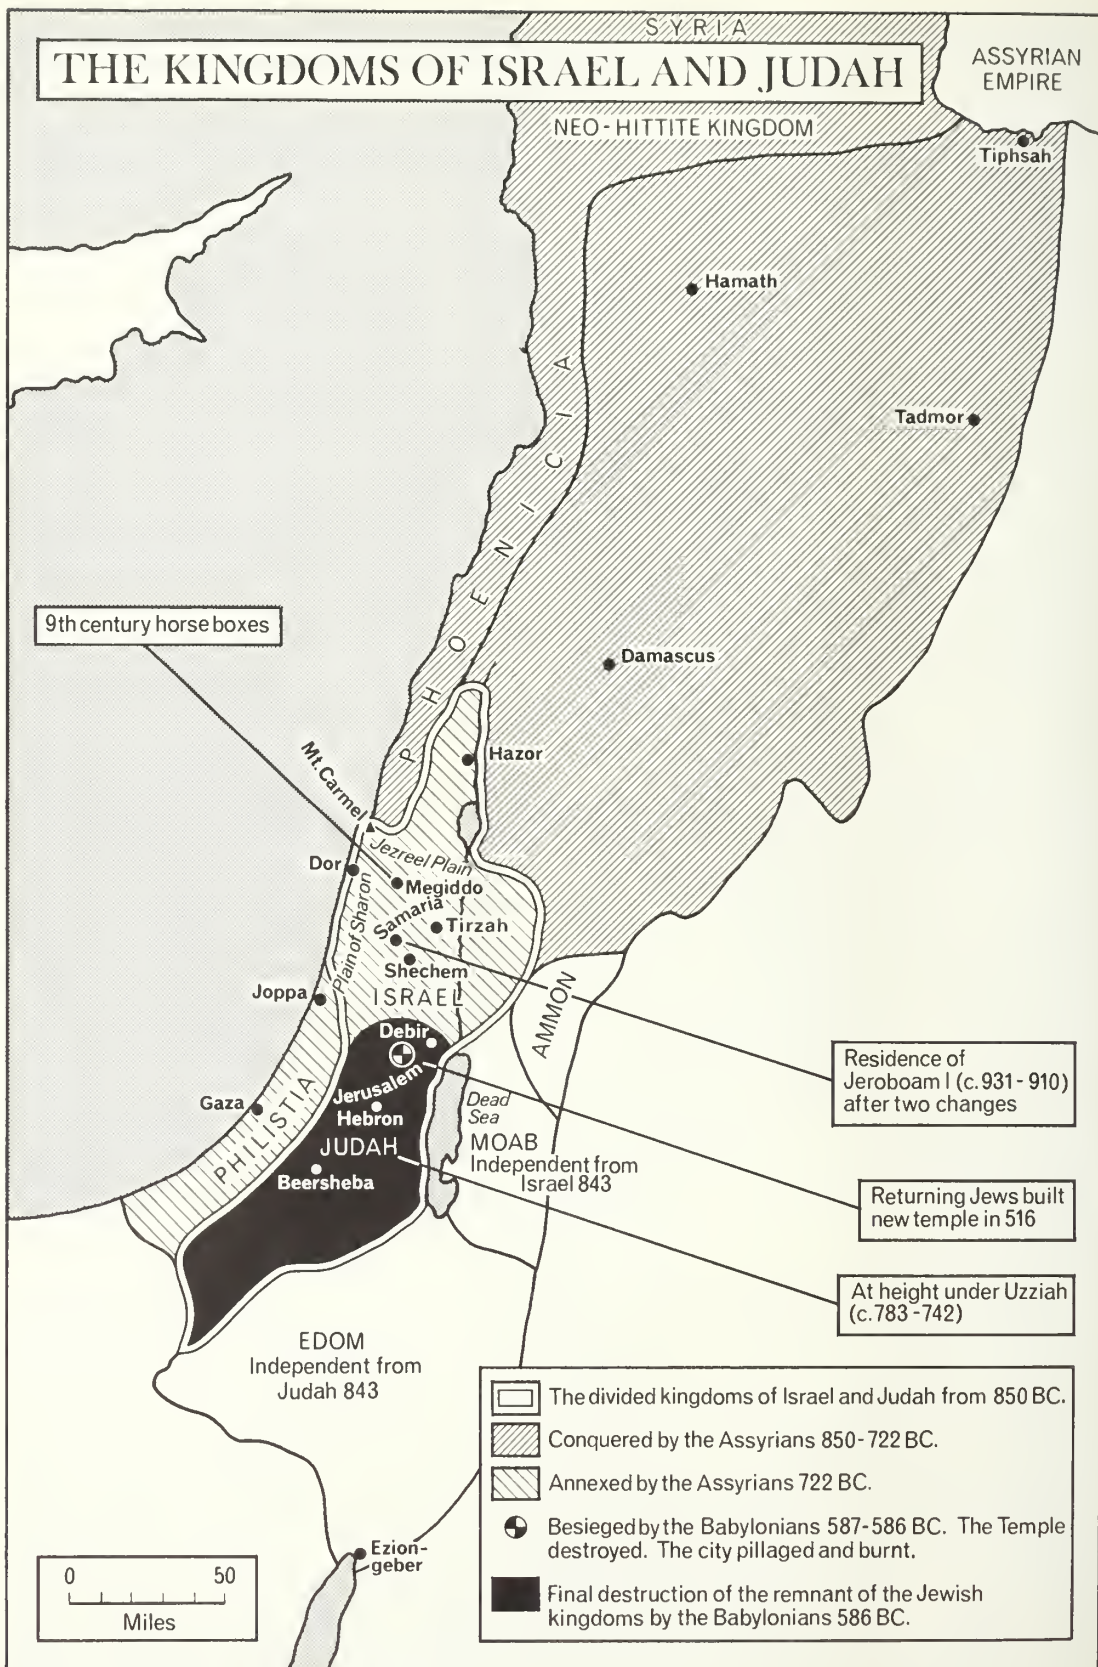 SYRIA
THE KINGDOMS OF ISRAEL AND JUDAH
ASSYRIAN
EMPIRE
NEO-HITTITE KINGDOM
Tiphsah
Hamath
PHOENICIA
Tadmor
9th century horse boxes
Damascus
Hazor
Mt. Carmel
Jezreel Plain
Dor
Megiddo
Plain of Sharon
Samaria
Tirzah
Shechem
Joppa
ISRAEL
AMMON
Debir
Residence of
Jeroboam I (c.931-910)
after two changes
Jerusalem
Gaza
PHILISTIA
Hebron
Dead
Sea
JUDAH
MOAB
Independent from
Israel 843
Beersheba
Returning Jews built
new temple in 516
At height under Uzziah
(c.783-742)
EDOM
Independent from
Judah 843
The divided kingdoms of Israel and Judah from 850 BC.
Conquered by the Assyrians 850-722 BC.
Annexed by the Assyrians 722 BC.
Besieged by the Babylonians 587-586 BC. The Temple
destroyed. The city pillaged and burnt.
Final destruction of the remnant of the Jewish
kingdoms by the Babylonians 586 BC.
Ezion-
geber
0 50
Miles